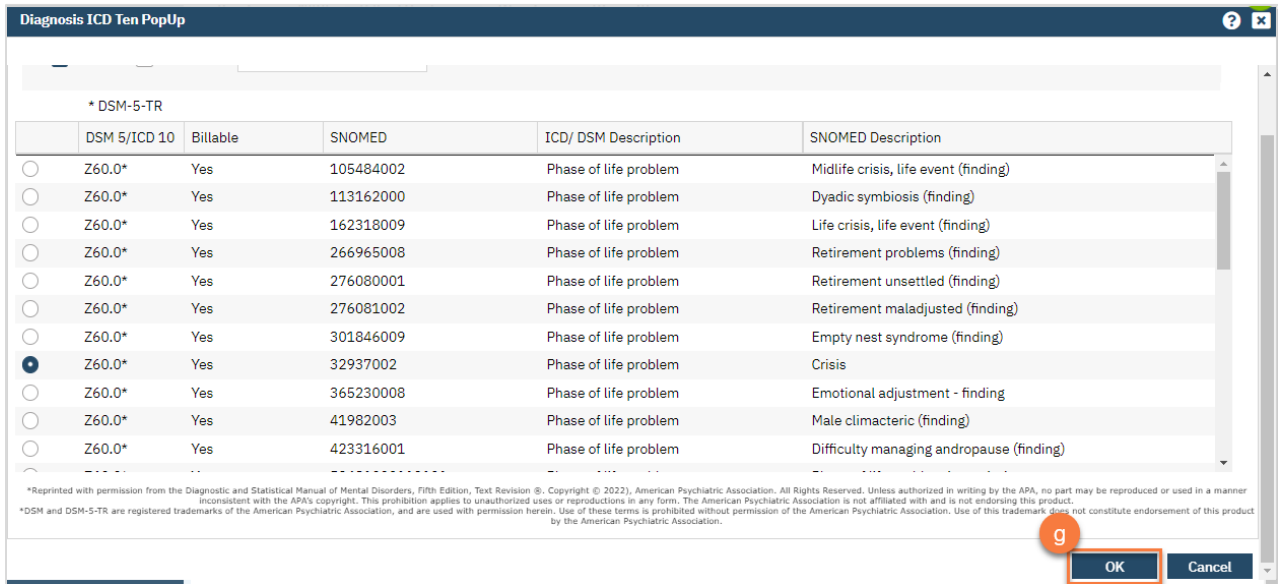 Diagnosis ICD Ten PopUp ?
* DSM-5-TR
DSM 5/ICD 10 Billable SNOMED ICD/ DSM Description SNOMED Description
Z60.0* Yes 105484002 Phase of life problem Midlife crisis, life event (finding)
Z60.0* Yes 113162000 Phase of life problem Dyadic symbiosis (finding)
Z60.0* Yes 162318009 Phase of life problem Life crisis, life event (finding)
Z60.0* Yes 266965008 Phase of life problem Retirement problems (finding)
Z60.0* Yes 276080001 Phase of life problem Retirement unsettled (finding)
Z60.0* Yes 276081002 Phase of life problem Retirement maladjusted (finding)
Z60.0* Yes 301846009 Phase of life problem Empty nest syndrome (finding)
Z60.0* Yes 32937002 Phase of life problem Crisis
Z60.0* Yes 365230008 Phase of life problem Emotional adjustment - finding
Z60.0* Yes 41982003 Phase of life problem Male climacteric (finding)
Z60.0* Yes 423316001 Phase of life problem Difficulty managing andropause (finding)
*Reprinted with permission from the Diagnostic and Statistical Manual of Mental Disorders, Fifth Edition, Text Revision ®. Copyright © 2022), American Psychiatric Association. All Rights Reserved. Unless authorized in writing by the APA, no part may be reproduced or used in a manner
inconsistent with the APA's copyright. This prohibition applies to unauthorized uses or reproductions in any form. The American Psychiatric Association is not affiliated with and is not endorsing this product.
*DSM and DSM-5-TR are registered trademarks of the American Psychiatric Association, and are used with permission herein. Use of these terms is prohibited without permission of the American Psychiatric Association. Use of this trademark does not constitute endorsement of this product
by the American Psychiatric Association.
g
OK Cancel